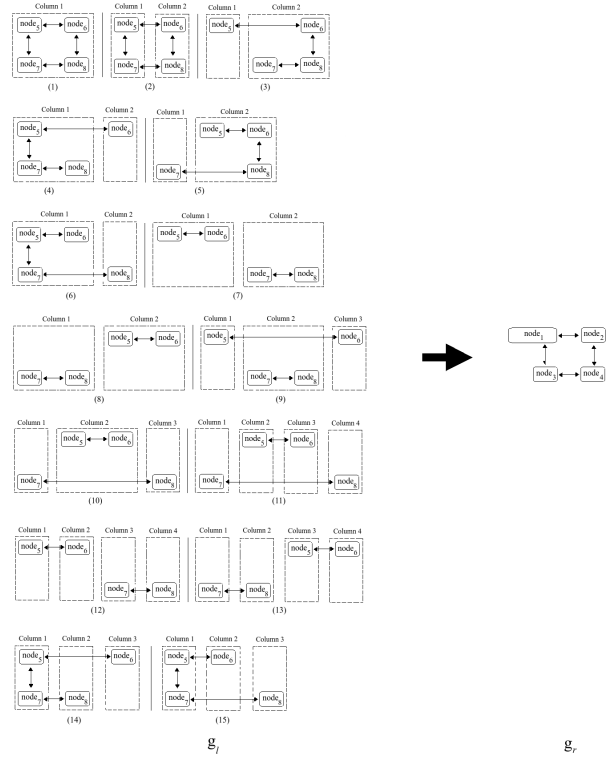 Column 1 Column 1 Column 2 Column 1 Column 2
node5 node6 node5 node6 node5 node6
node7 node8 node7 node8 node7 node8
(1) (2) (3)
Column 1 Column 2 Column 1 Column 2
node5 node6 node5 node6
node7 node8 node7 node8
(4) (5)
Column 1 Column 2 Column 1 Column 2
node5 node6 node5 node6
node7 node8 node7 node8
(6) (7)
Column 1 Column 2 Column 1 Column 2 Column 3
node5 node6 node5 node6
node1 node2
node7 node8 node7 node8
node3 node4
(8) (9)
Column 1 Column 2 Column 3 Column 1 Column 2 Column 3 Column 4
node5 node6 node5 node6
node7 node8 node7 node8
(10) (11)
Column 1 Column 2 Column 3 Column 4 Column 1 Column 2 Column 3 Column 4
node5 node6 node5 node6
node7 node8 node7 node8
(12) (13)
Column 1 Column 2 Column 3 Column 1 Column 2 Column 3
node5 node6 node5 node6
node7 node8 node7 node8
(14) (15)
gl gr